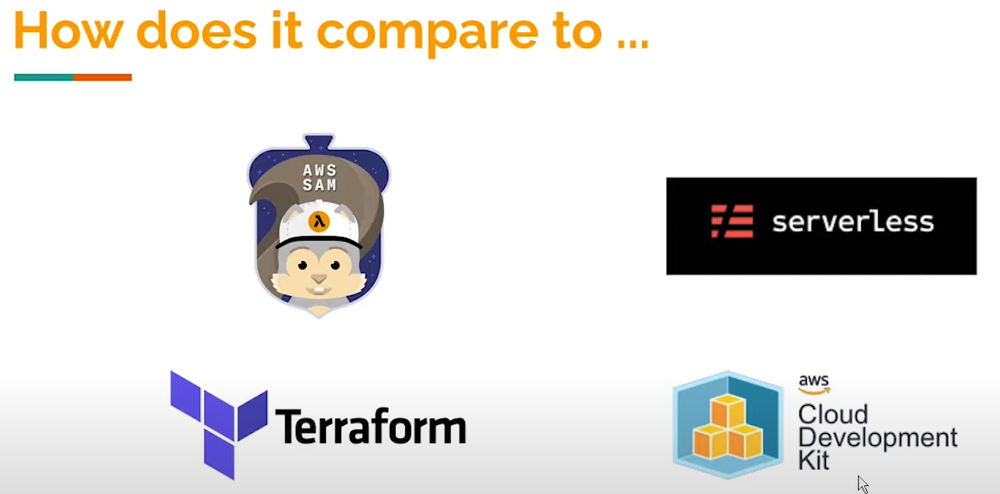 How does it compare to ...
AWS
SAM
λ
serverless
Terraform
aws
Cloud
Development
Kit